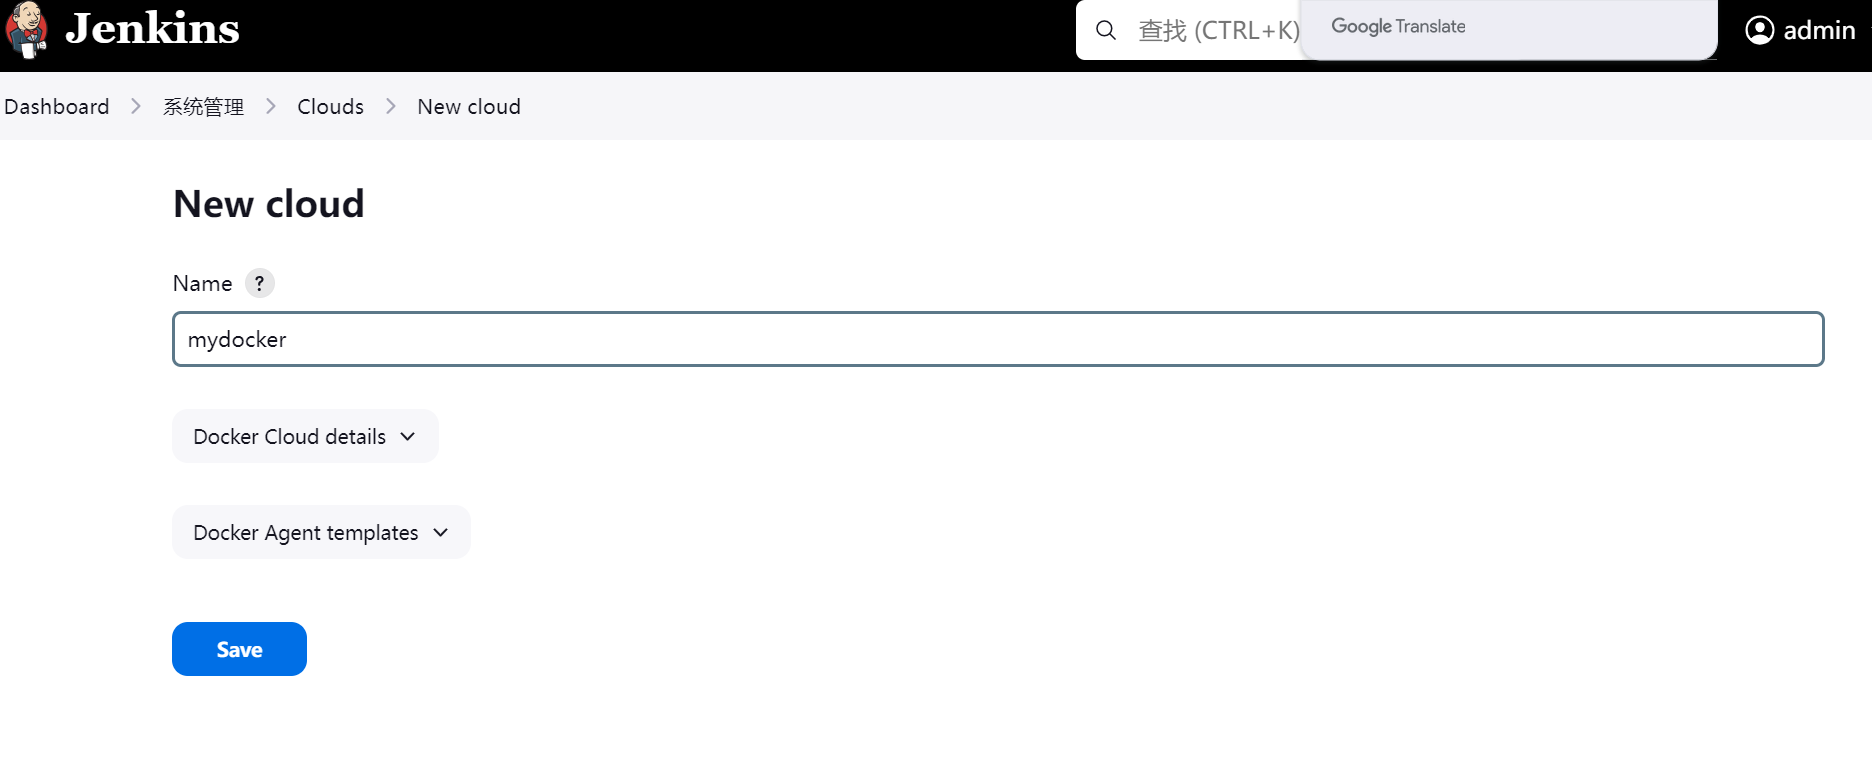 Jenkins
查找 (CTRL+K)
Google Translate
admin
Dashboard > 系统管理 > Clouds > New cloud
New cloud
Name ?
mydocker
Docker Cloud details
Docker Agent templates
Save